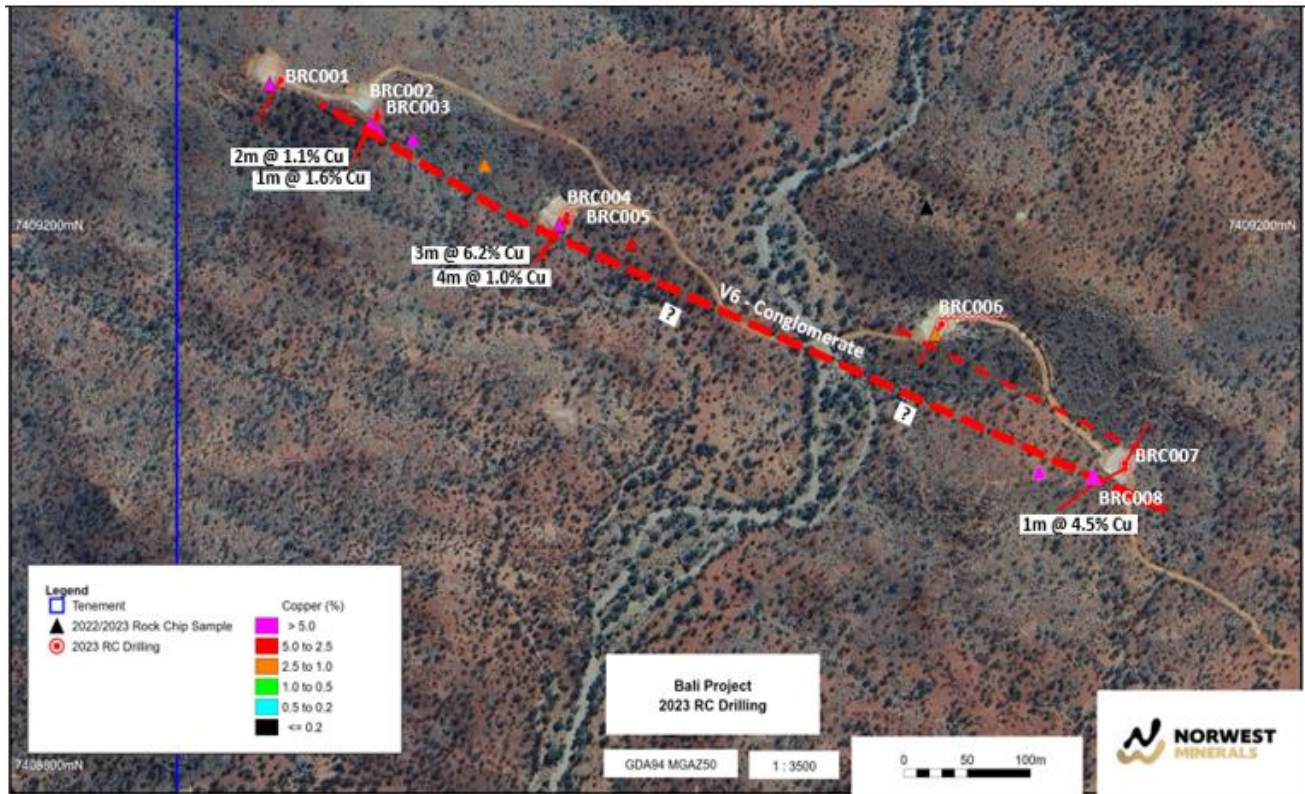 BRC001
BRC002
BRC003
2m @ 1.1% Cu
1m @ 1.6% Cu
BRC004
BRC005
7409200mN
7409200mN
3m @ 6.2% Cu
4m @ 1.0% Cu
V6 - Conglomerate
?
?
BRC006
BRC007
BRC008
1m @ 4.5% Cu
Legend
Tenement
2022/2023 Rock Chip Sample
2023 RC Drilling
Copper (%)
> 5.0
5.0 to 2.5
2.5 to 1.0
1.0 to 0.5
0.5 to 0.2
<= 0.2
Bali Project
2023 RC Drilling
GDA94 MGAZ50
1 : 3500
0 50 100m
NORWEST
MINERALS
7408800mN